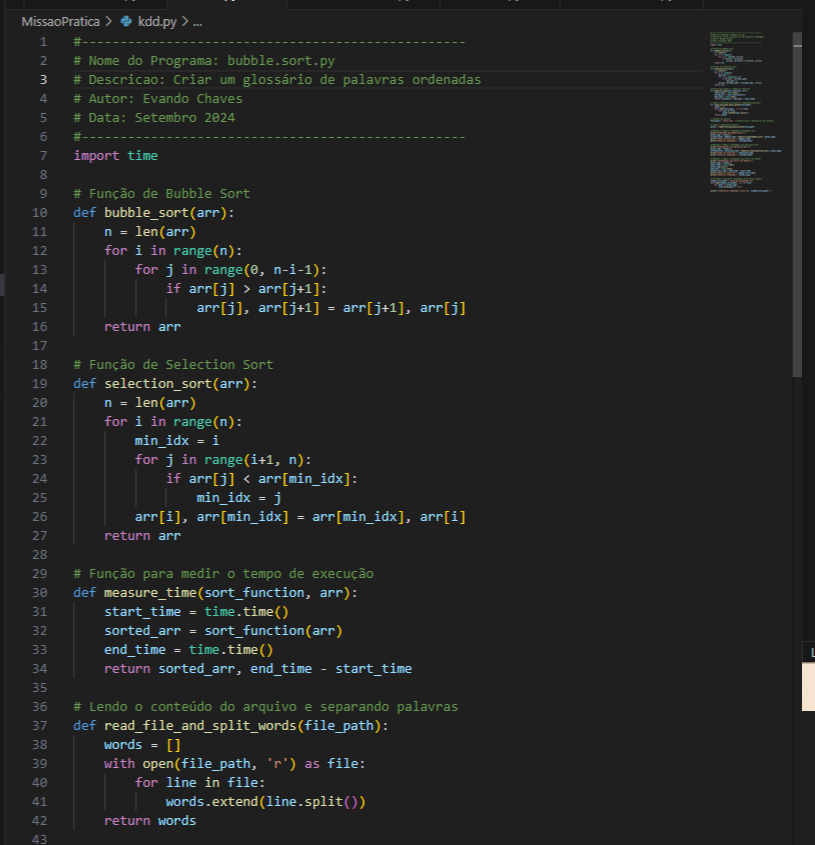 MissaoPratica > kdd.py > ...
1 #--------------------------------------------------
2 # Nome do Programa: bubble.sort.py
3 # Descricao: Criar um glossário de palavras ordenadas
4 # Autor: Evando Chaves
5 # Data: Setembro 2024
6 #--------------------------------------------------
7 import time
8
9 # Função de Bubble Sort
10 def bubble_sort(arr):
11     n = len(arr)
12     for i in range(n):
13         for j in range(0, n-i-1):
14             if arr[j] > arr[j+1]:
15                 arr[j], arr[j+1] = arr[j+1], arr[j]
16     return arr
17
18 # Função de Selection Sort
19 def selection_sort(arr):
20     n = len(arr)
21     for i in range(n):
22         min_idx = i
23         for j in range(i+1, n):
24             if arr[j] < arr[min_idx]:
25                 min_idx = j
26         arr[i], arr[min_idx] = arr[min_idx], arr[i]
27     return arr
28
29 # Função para medir o tempo de execução
30 def measure_time(sort_function, arr):
31     start_time = time.time()
32     sorted_arr = sort_function(arr)
33     end_time = time.time()
34     return sorted_arr, end_time - start_time
35
36 # Lendo o conteúdo do arquivo e separando palavras
37 def read_file_and_split_words(file_path):
38     words = []
39     with open(file_path, 'r') as file:
40         for line in file:
41             words.extend(line.split())
42     return words
43